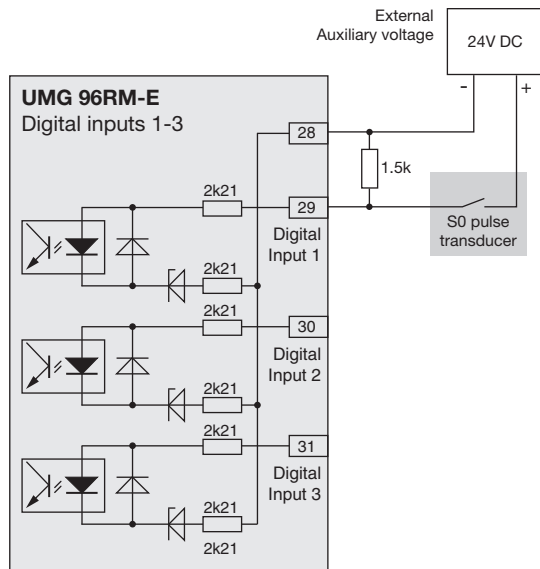 External
Auxiliary voltage
24V DC
- +
UMG 96RM-E
Digital inputs 1-3
28
1.5k
2k21
29
S0 pulse
transducer
Digital
Input 1
2k21
2k21
30
Digital
Input 2
2k21
2k21
31
Digital
Input 3
2k21
2k21